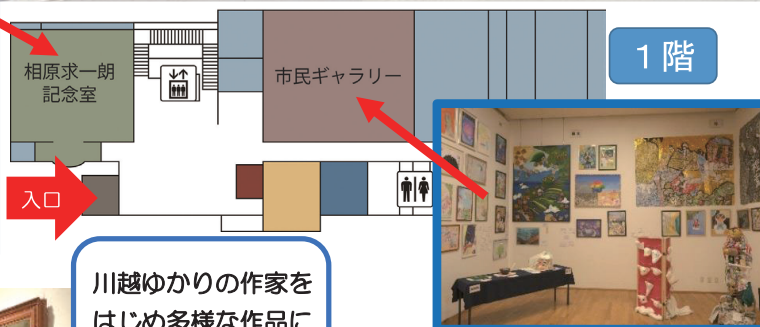 相原求一朗
記念室
市民ギャラリー
1階
入口
川越ゆかりの作家を
はじめ多様な作品に